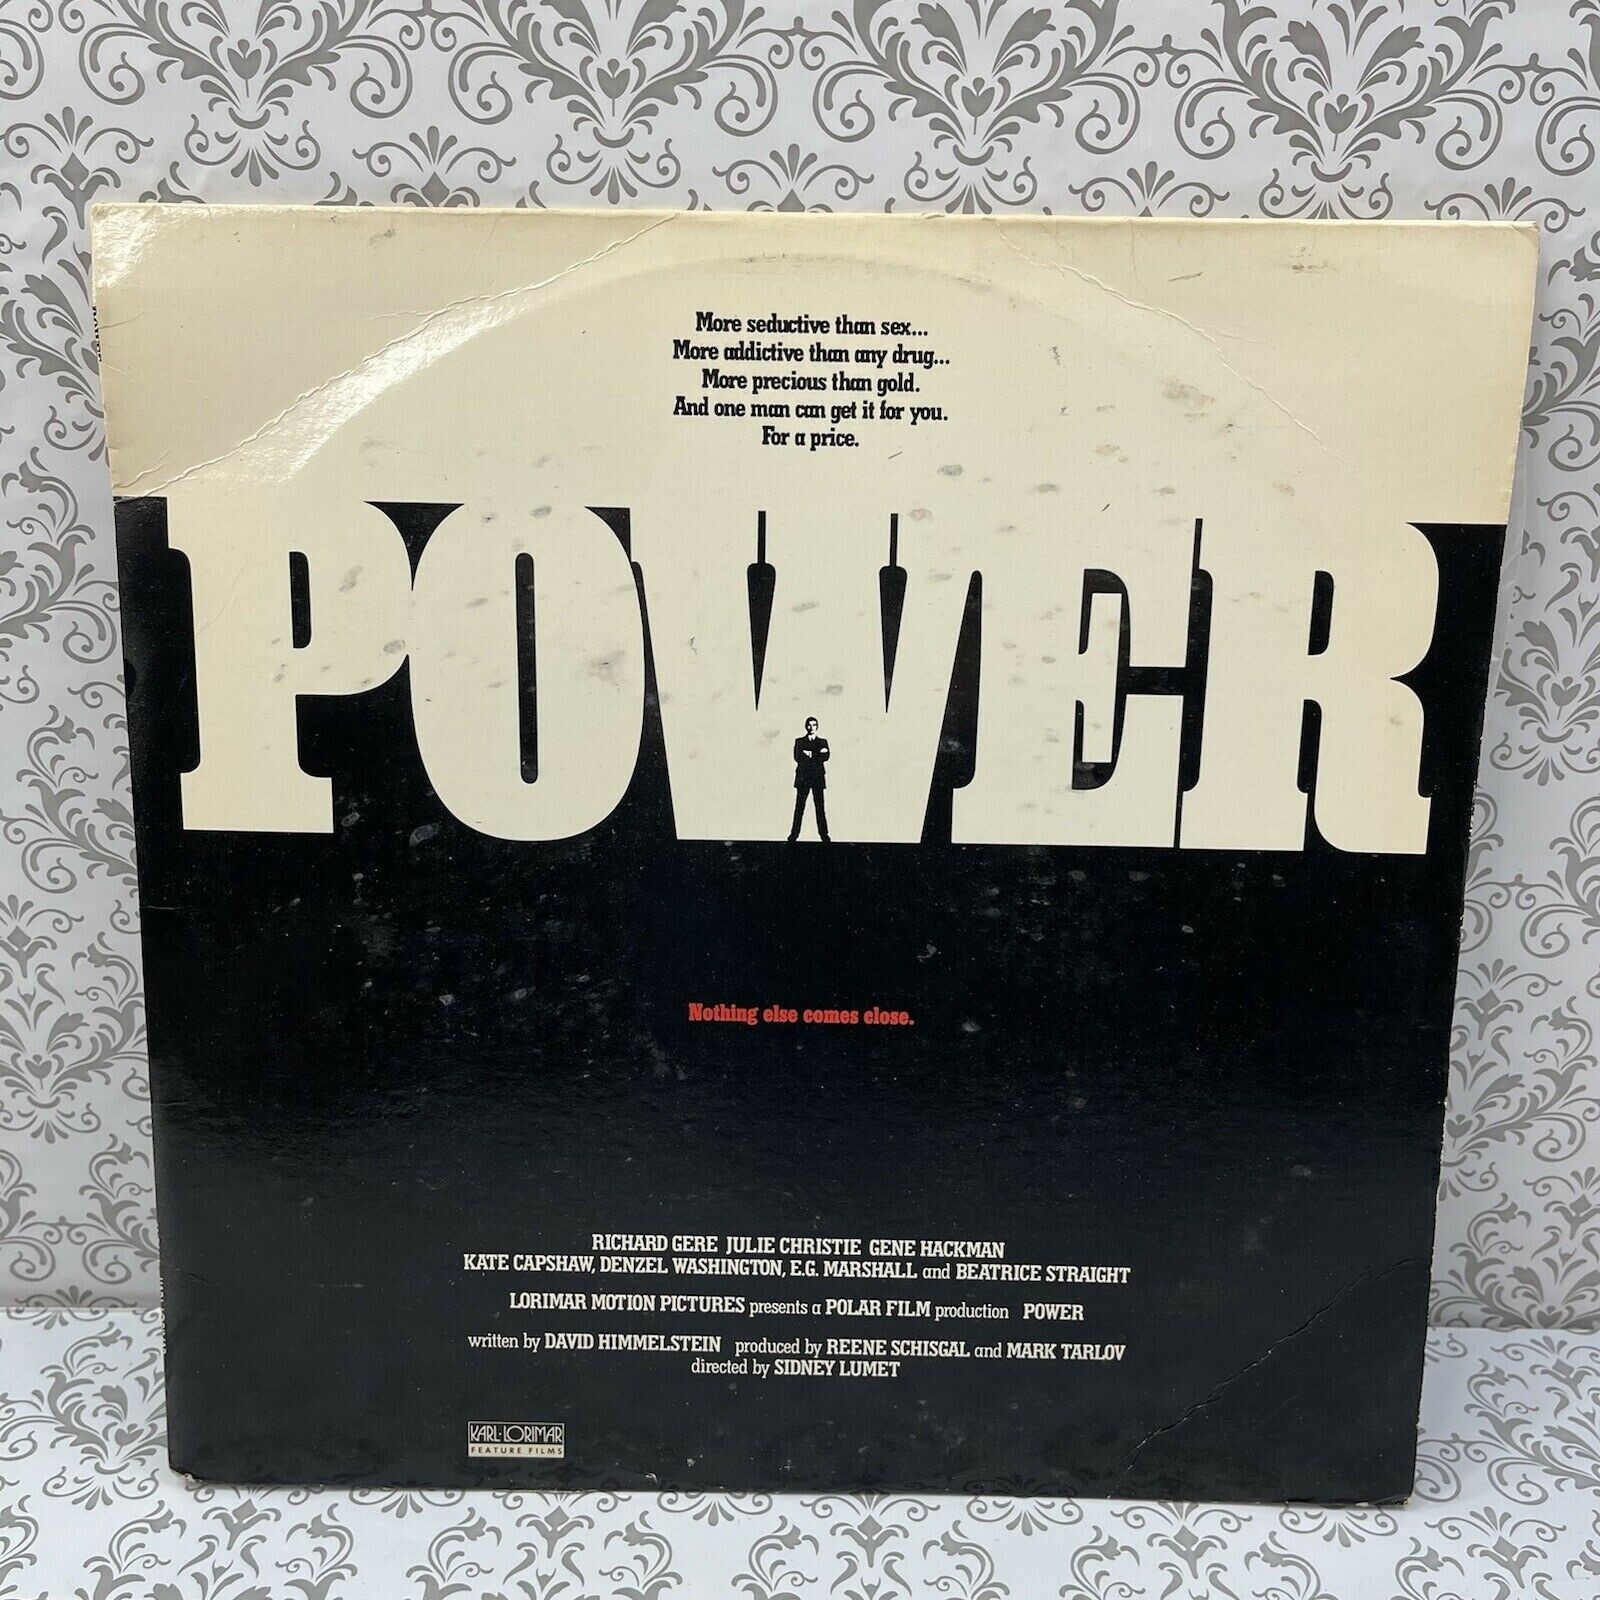 More seductive than sex...
More addictive than any drug...
More precious than gold.
And one man can get it for you.
For a price.
POWER
Nothing else comes close.
RICHARD GERE JULIE CHRISTIE GENE HACKMAN
KATE CAPSHAW, DENZEL WASHINGTON, E.G. MARSHALL and BEATRICE STRAIGHT
LORIMAR MOTION PICTURES presents a POLAR FILM production POWER
written by DAVID HIMMELSTEIN produced by REENE SCHISGAL and MARK TARLOV
directed by SIDNEY LUMET
KARL·LORIMAR
FEATURE FILMS